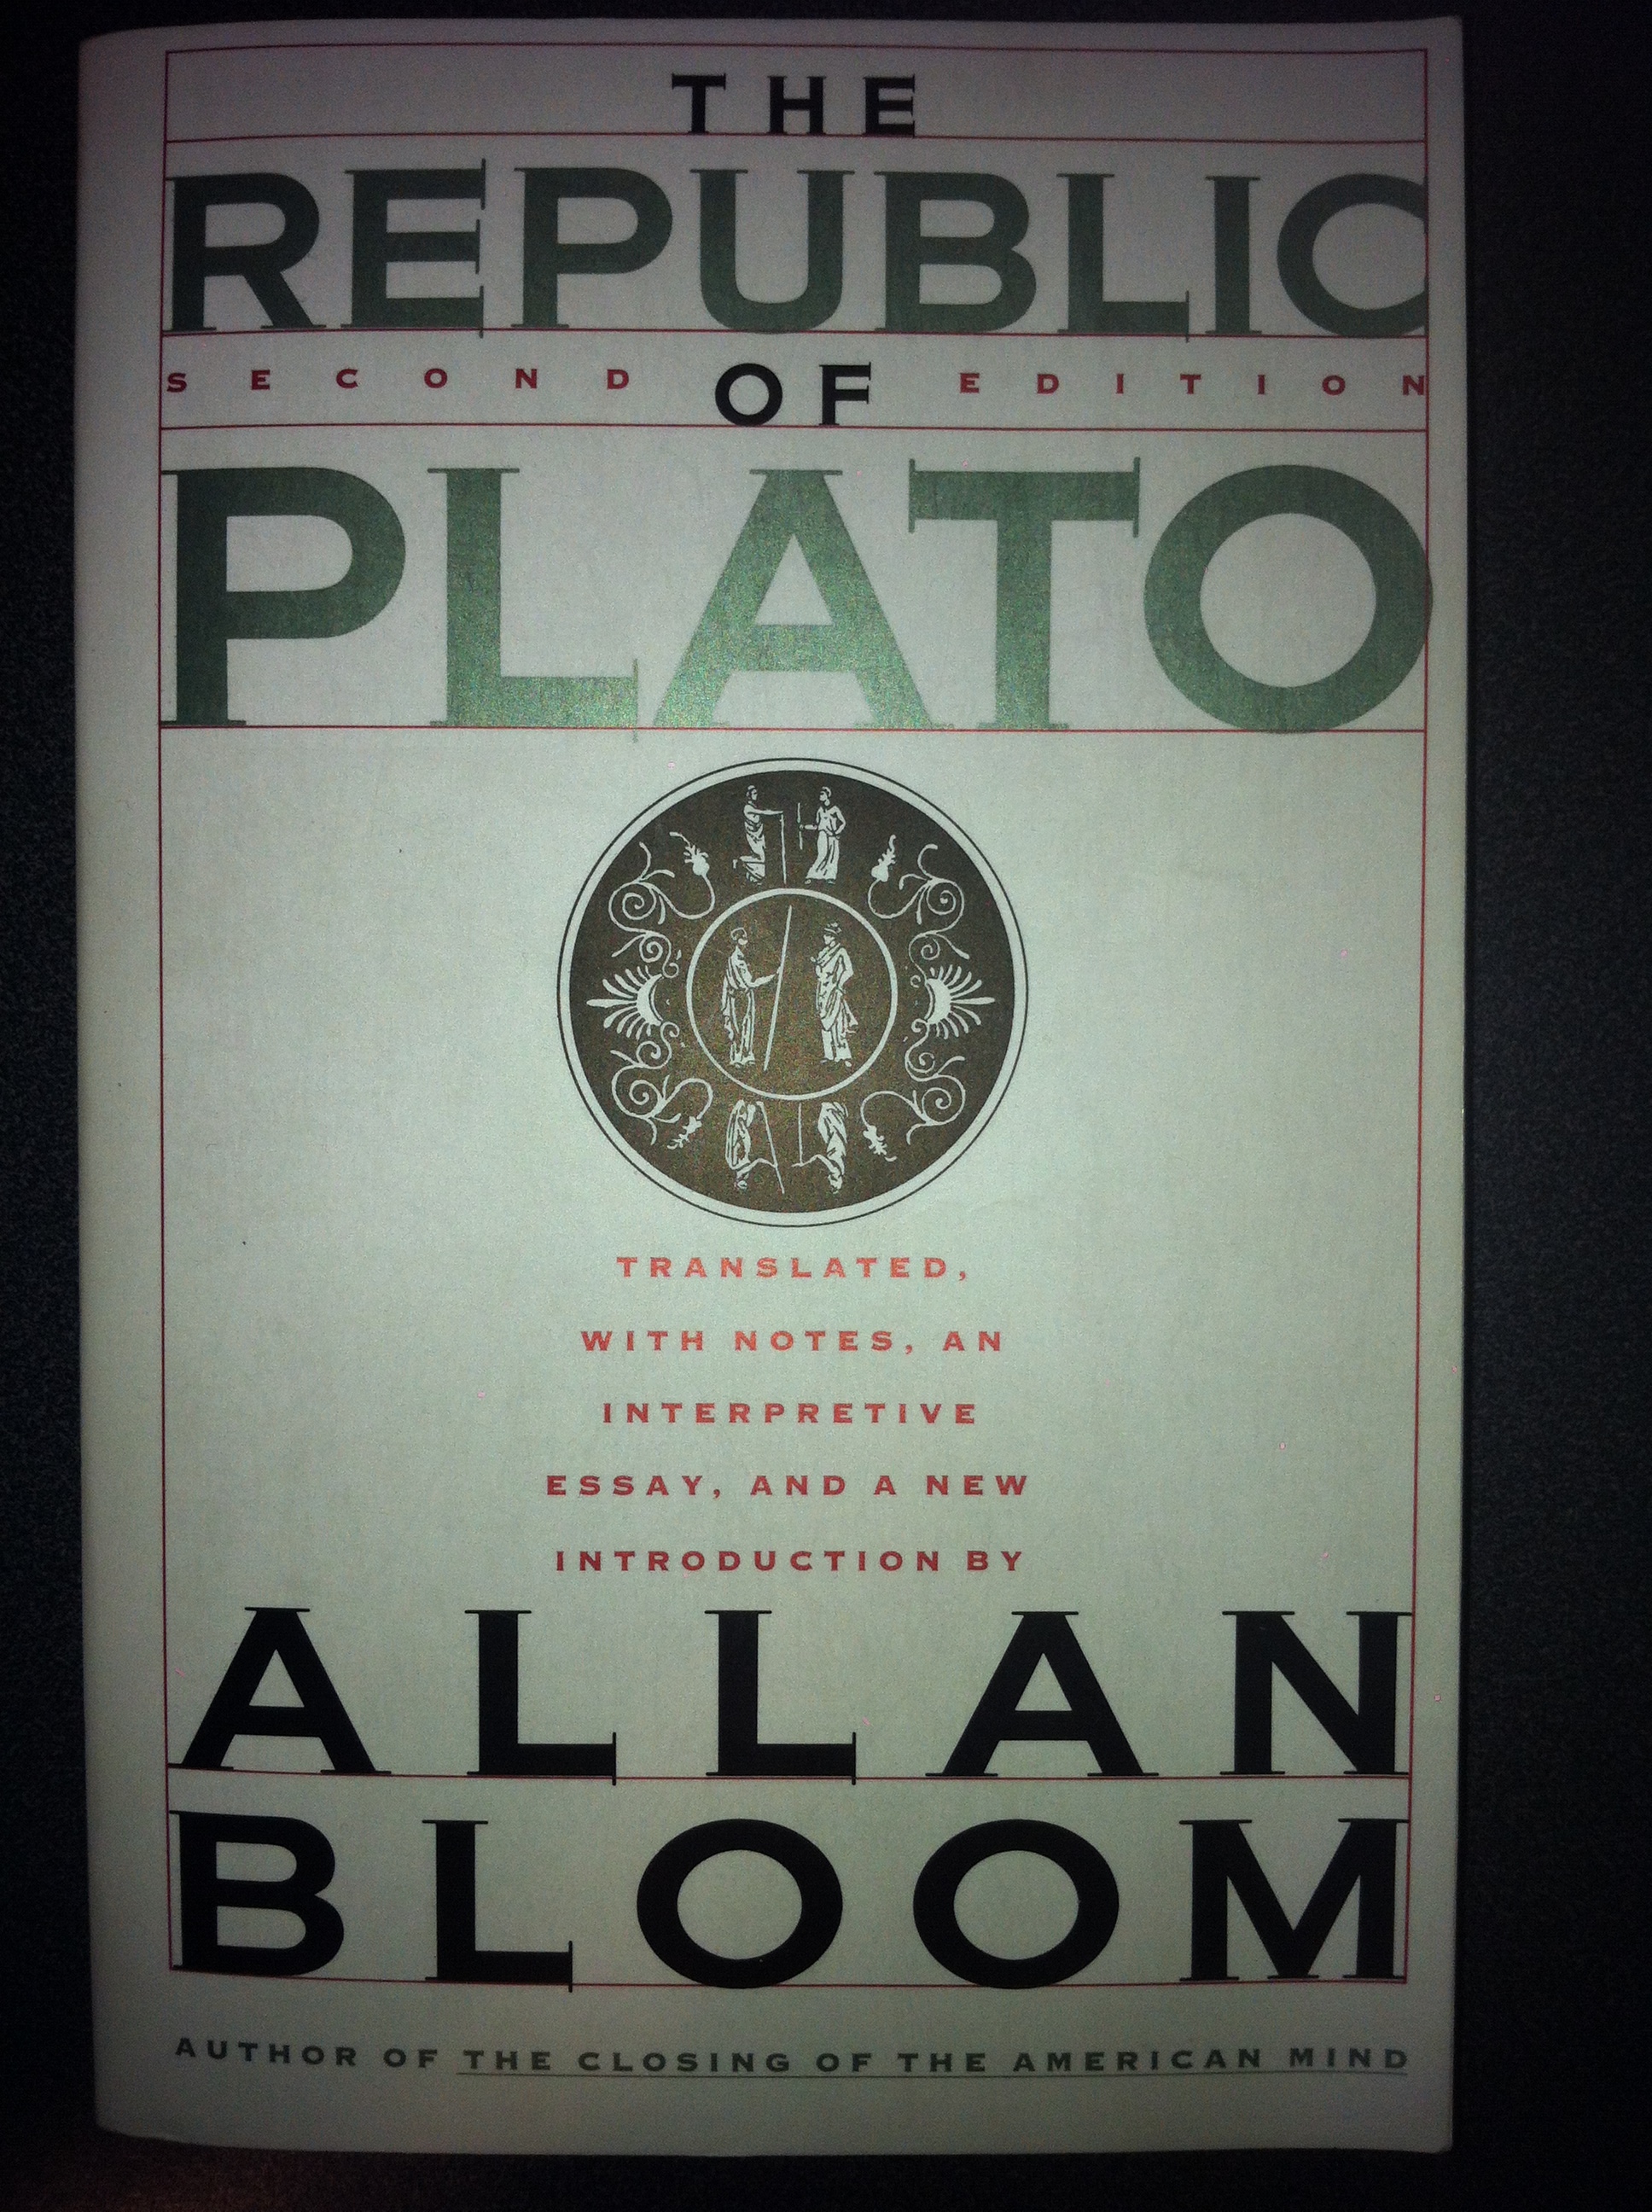 THE
REPUBLIC
SECOND OF EDITION
PLATO
TRANSLATED,
WITH NOTES, AN
INTERPRETIVE
ESSAY, AND A NEW
INTRODUCTION BY
ALLAN
BLOOM
AUTHOR OF THE CLOSING OF THE AMERICAN MIND